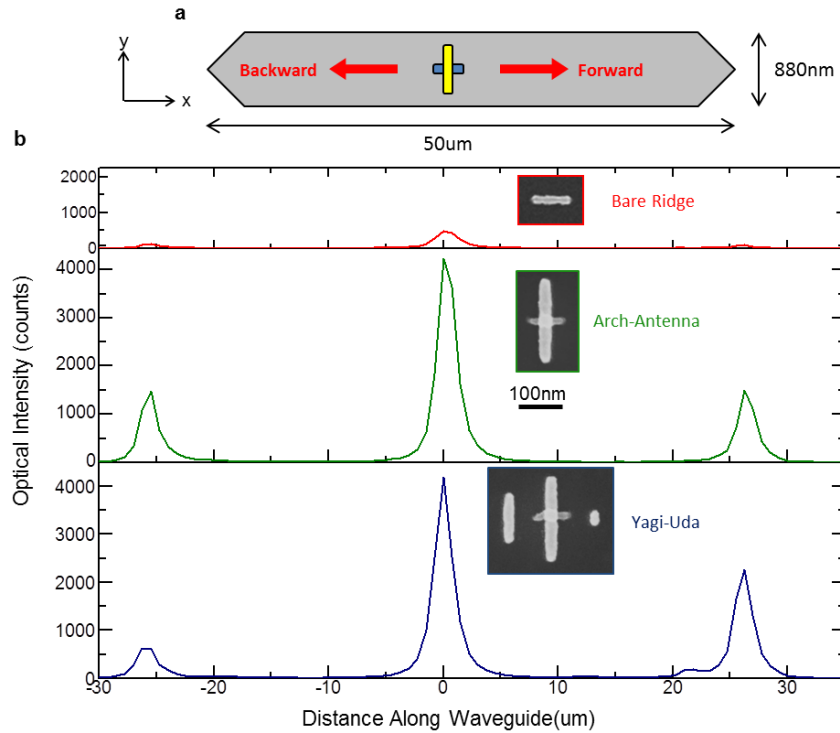 a
y
x
Backward
Forward
880nm
50um
b
2000
1000
0
Bare Ridge
4000
3000
2000
1000
0
Arch-Antenna
100nm
4000
3000
2000
1000
0
Yagi-Uda
Optical Intensity (counts)
-30 -20 -10 0 10 20 30
Distance Along Waveguide(um)